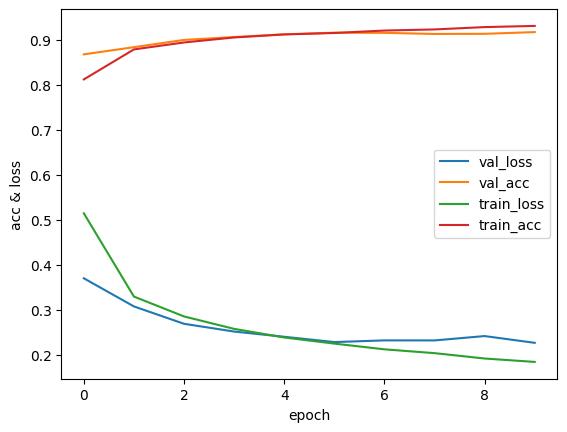 0.9
0.8
0.7
0.6
0.5
0.4
0.3
0.2
acc & loss
val_loss
val_acc
train_loss
train_acc
0 2 4 6 8
epoch